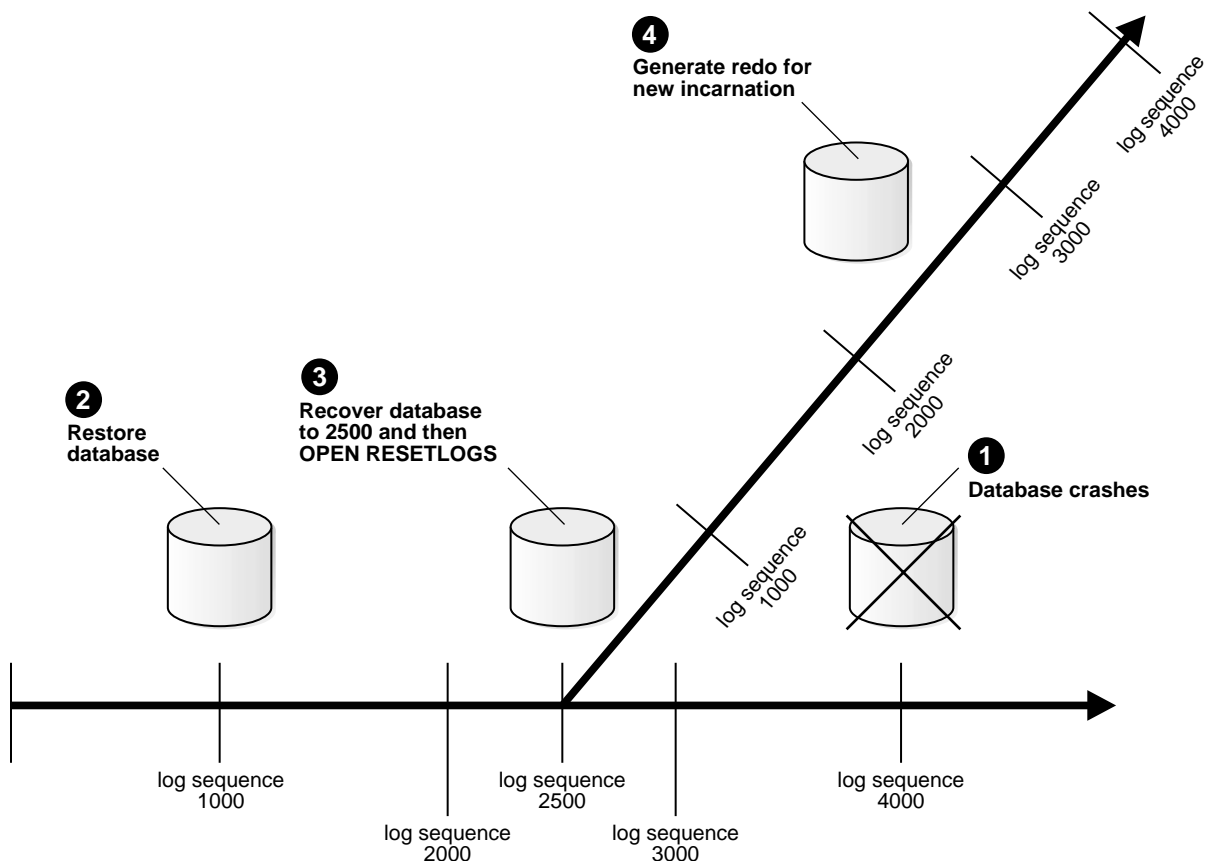 4
Generate redo for
new incarnation
log sequence
4000
log sequence
3000
log sequence
2000
log sequence
1000
3
Recover database
to 2500 and then
OPEN RESETLOGS
2
Restore
database
1
Database crashes
log sequence
1000
log sequence
2000
log sequence
2500
log sequence
3000
log sequence
4000